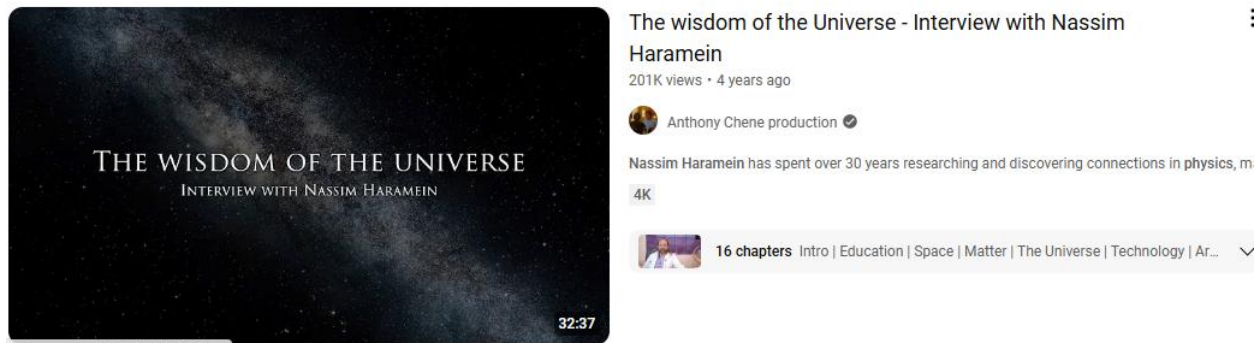 THE WISDOM OF THE UNIVERSE
INTERVIEW WITH NASSIM HARAMEIN
32:37
The wisdom of the Universe - Interview with Nassim
Haramein
201K views • 4 years ago
Anthony Chene production
Nassim Haramein has spent over 30 years researching and discovering connections in physics, m
4K
16 chapters Intro | Education | Space | Matter | The Universe | Technology | Ar...